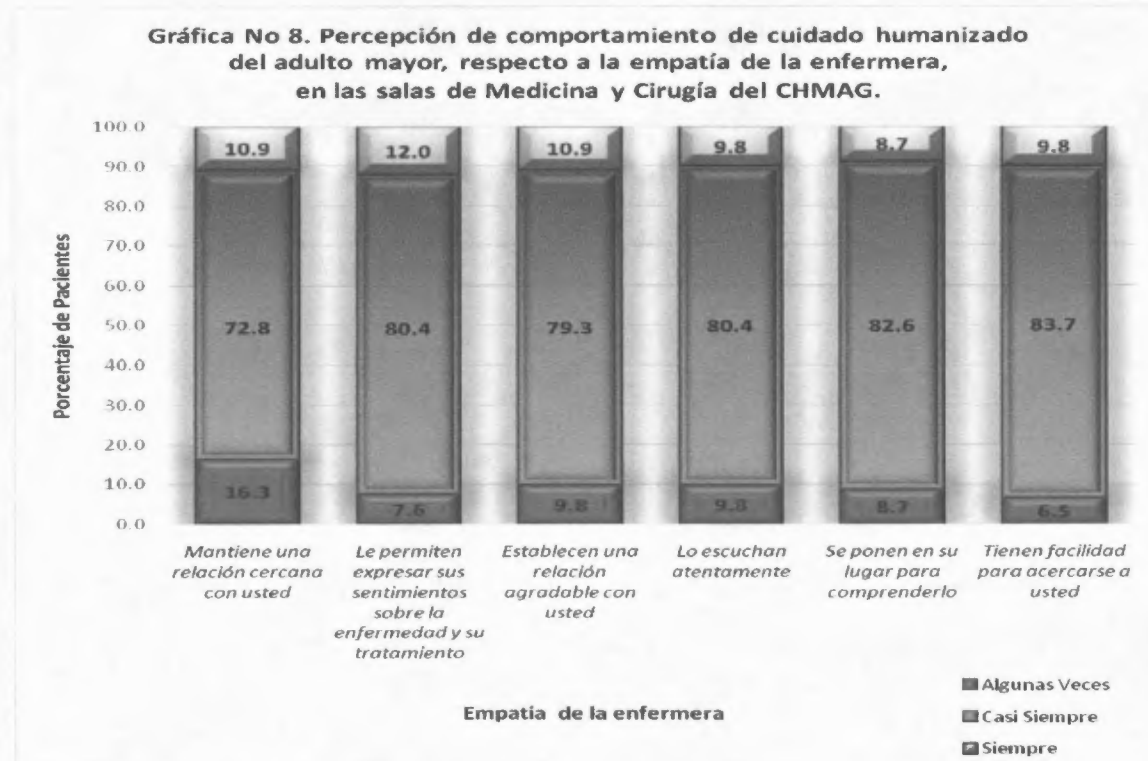 Gráfica No 8. Percepción de comportamiento de cuidado humanizado
del adulto mayor, respecto a la empatía de la enfermera,
en las salas de Medicina y Cirugía del CHMAG.
Porcentaje de Pacientes
100.0
90.0
80.0
70.0
60.0
50.0
40.0
30.0
20.0
10.0
0.0
10.9 12.0 10.9 9.8 8.7 9.8
72.8 80.4 79.3 80.4 82.6 83.7
16.3 7.6 9.8 9.8 8.7 6.5
Mantiene una
relación cercana
con usted
Le permiten
expresar sus
sentimientos
sobre la
enfermedad y su
tratamiento
Establecen una
relación
agradable con
usted
Lo escuchan
atentamente
Se ponen en su
lugar para
comprenderlo
Tienen facilidad
para acercarse a
usted
Empatia de la enfermera
Algunas Veces
Casi Siempre
Siempre